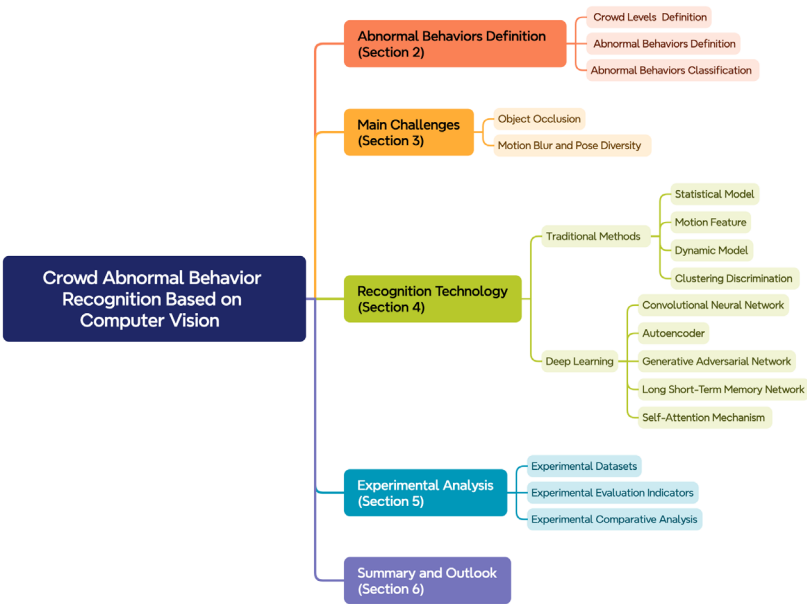 Crowd Abnormal Behavior
Recognition Based on
Computer Vision
Abnormal Behaviors Definition
(Section 2)
Crowd Levels Definition
Abnormal Behaviors Definition
Abnormal Behaviors Classification
Main Challenges
(Section 3)
Object Occlusion
Motion Blur and Pose Diversity
Recognition Technology
(Section 4)
Traditional Methods
Statistical Model
Motion Feature
Dynamic Model
Clustering Discrimination
Deep Learning
Convolutional Neural Network
Autoencoder
Generative Adversarial Network
Long Short-Term Memory Network
Self-Attention Mechanism
Experimental Analysis
(Section 5)
Experimental Datasets
Experimental Evaluation Indicators
Experimental Comparative Analysis
Summary and Outlook
(Section 6)